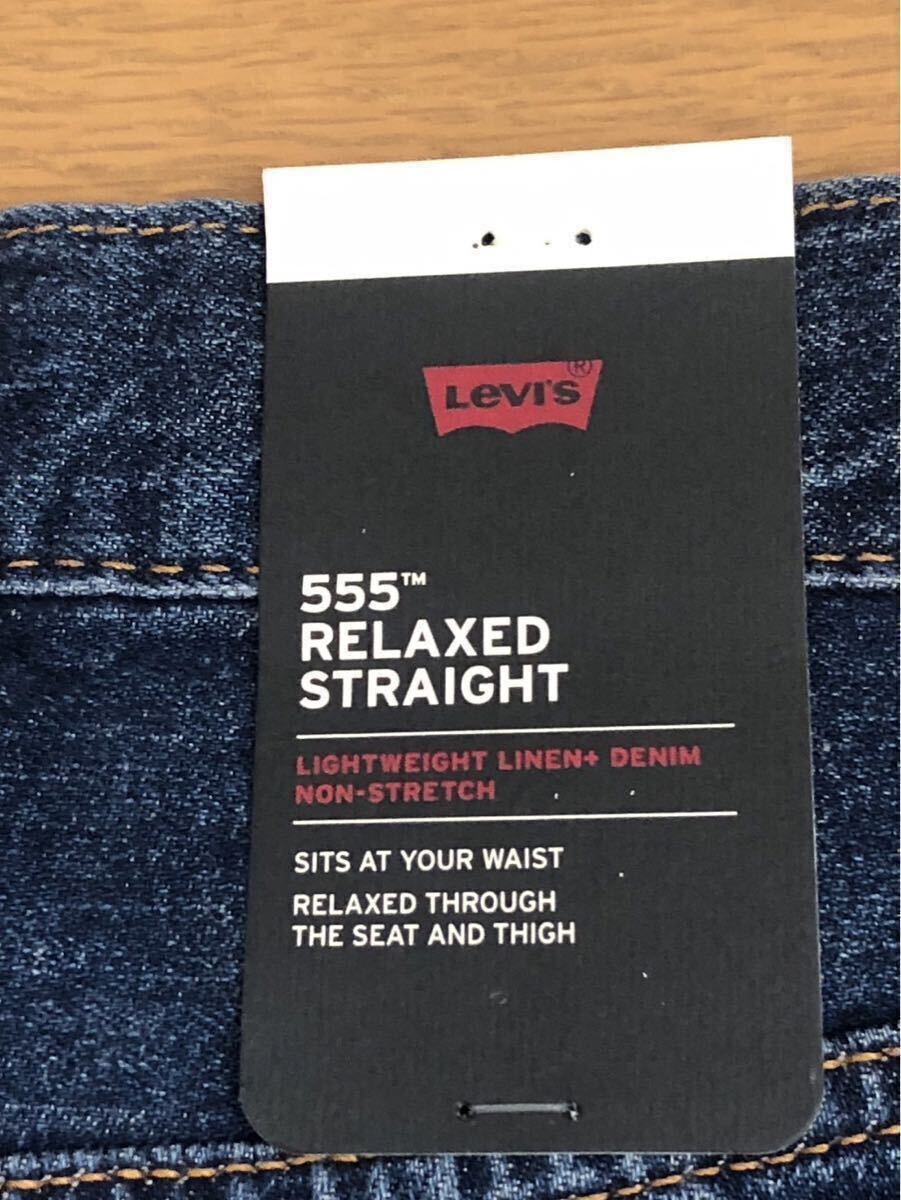 LEVI'S®
555™
RELAXED
STRAIGHT
LIGHTWEIGHT LINEN+ DENIM
NON-STRETCH
SITS AT YOUR WAIST
RELAXED THROUGH
THE SEAT AND THIGH